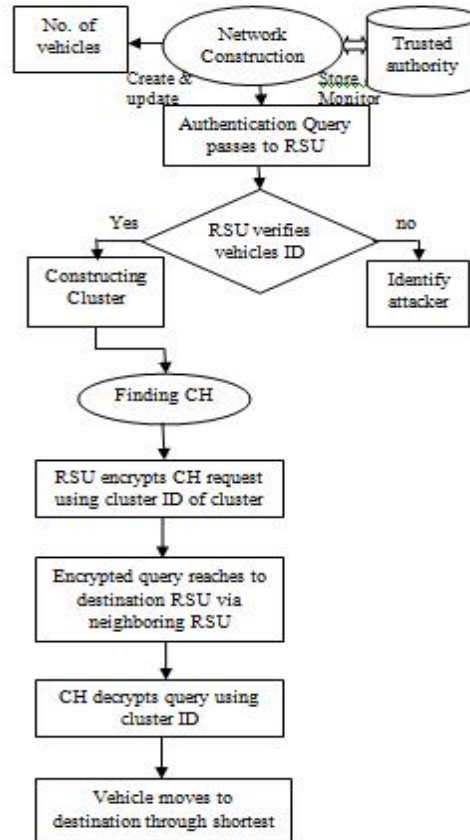 No. of
vehicles
Network
Construction
Trusted
authority
Create &
update
Store
Monitor
Authentication Query
passes to RSU
Yes
RSU verifies
vehicles ID
no
Constructing
Cluster
Identify
attacker
Finding CH
RSU encrypts CH request
using cluster ID of cluster
Encrypted query reaches to
destination RSU via
neighboring RSU
CH decrypts query using
cluster ID
Vehicle moves to
destination through shortest